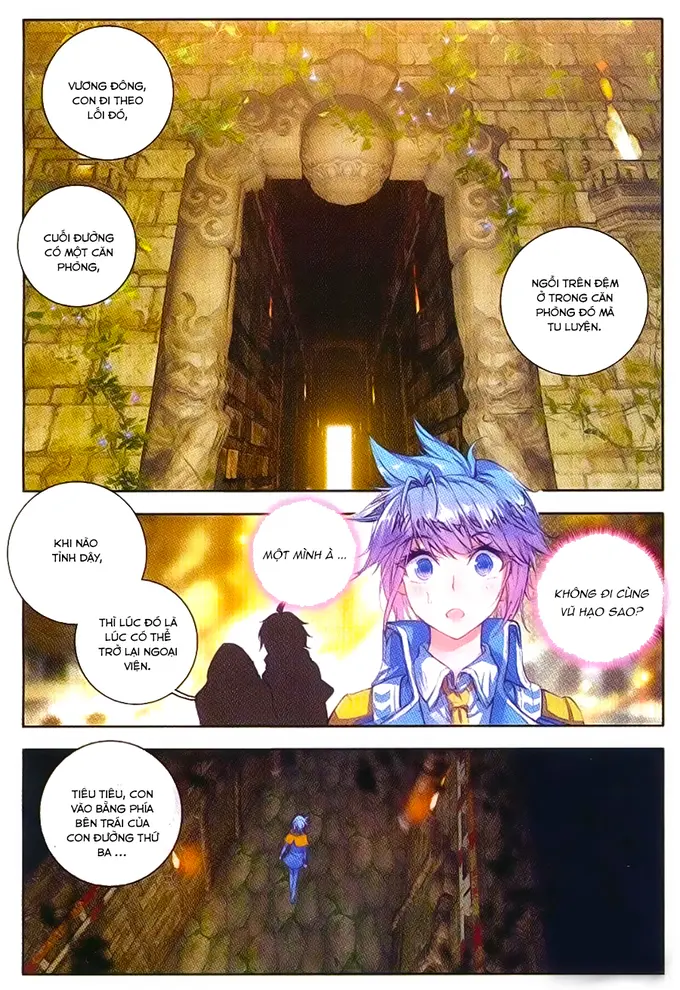 VƯƠNG ĐÔNG,
CON ĐI THEO
LỐI ĐÓ,
CUỐI ĐƯỜNG
CÓ MỘT CĂN
PHÒNG,
NGỒI TRÊN ĐỆM
Ở TRONG CĂN
PHÒNG ĐÓ MÀ
TU LUYỆN.
KHI NÀO
TỈNH DẬY,
THÌ LÚC ĐÓ LÀ
LÚC CÓ THỂ
TRỞ LẠI NGOẠI
VIỆN.
MỘT MÌNH À ...
KHÔNG ĐI CÙNG
VŨ HẠO SAO?
TIÊU TIÊU, CON
VÀO BẰNG PHÍA
BÊN TRÁI CỦA
CON ĐƯỜNG THỨ
BA ...